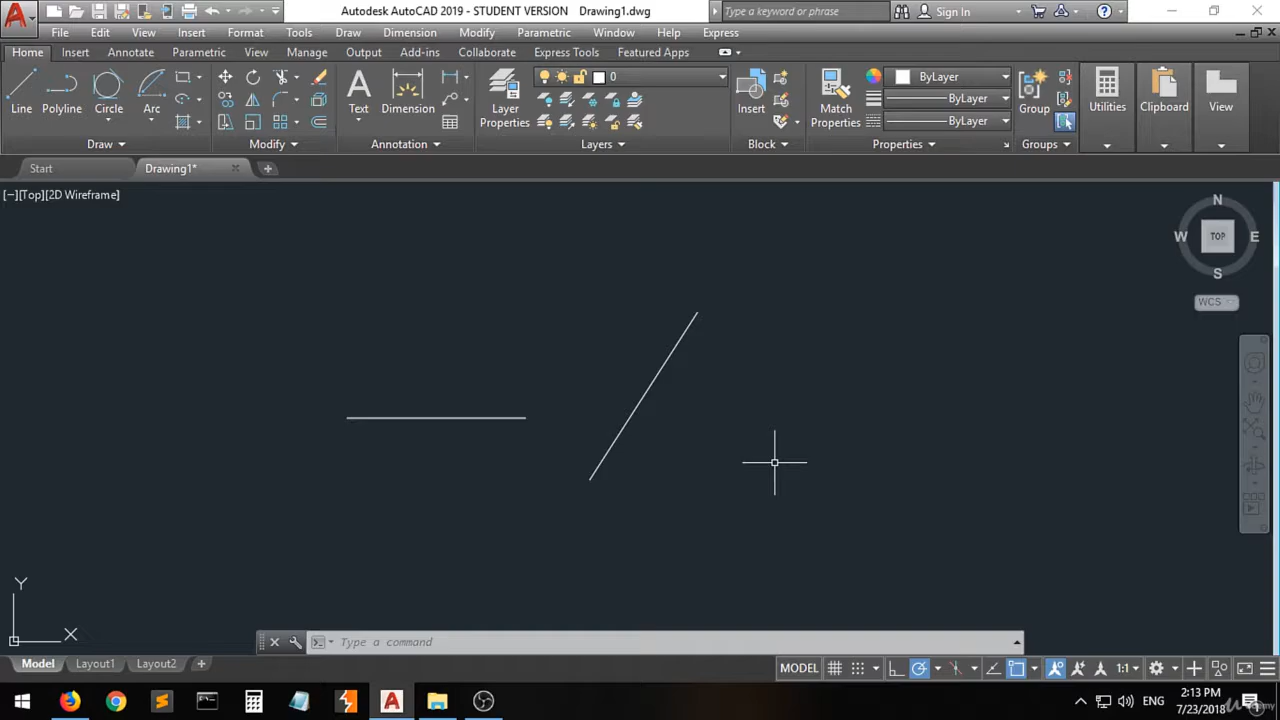 Autodesk AutoCAD 2019 - STUDENT VERSION Drawing1.dwg
Type a keyword or phrase
Sign In
File Edit View Insert Format Tools Draw Dimension Modify Parametric Window Help Express
Home Insert Annotate Parametric View Manage Output Add-ins Collaborate Express Tools Featured Apps
0
ByLayer
ByLayer
ByLayer
Line Polyline Circle Arc
Text Dimension
Layer
Properties
Insert
Match
Properties
Group Utilities Clipboard View
Draw Modify Annotation Layers Block Properties Groups
Start Drawing1*
[−][Top][2D Wireframe]
N
W TOP E
S
WCS
Y
X
Type a command
Model Layout1 Layout2
MODEL 1:1
ENG 2:13 PM
7/23/2018